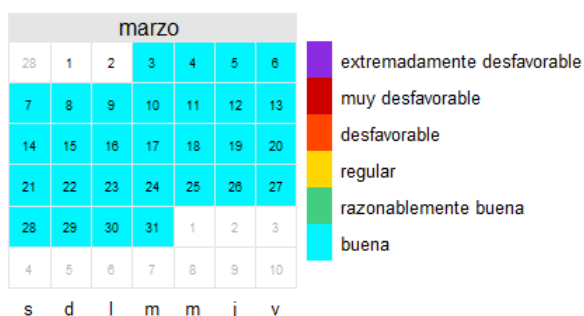 marzo
28 1 2 3 4 5 6
7 8 9 10 11 12 13
14 15 16 17 18 19 20
21 22 23 24 25 26 27
28 29 30 31 1 2 3
4 5 6 7 8 9 10
s d l m m j v
extremadamente desfavorable
muy desfavorable
desfavorable
regular
razonablemente buena
buena